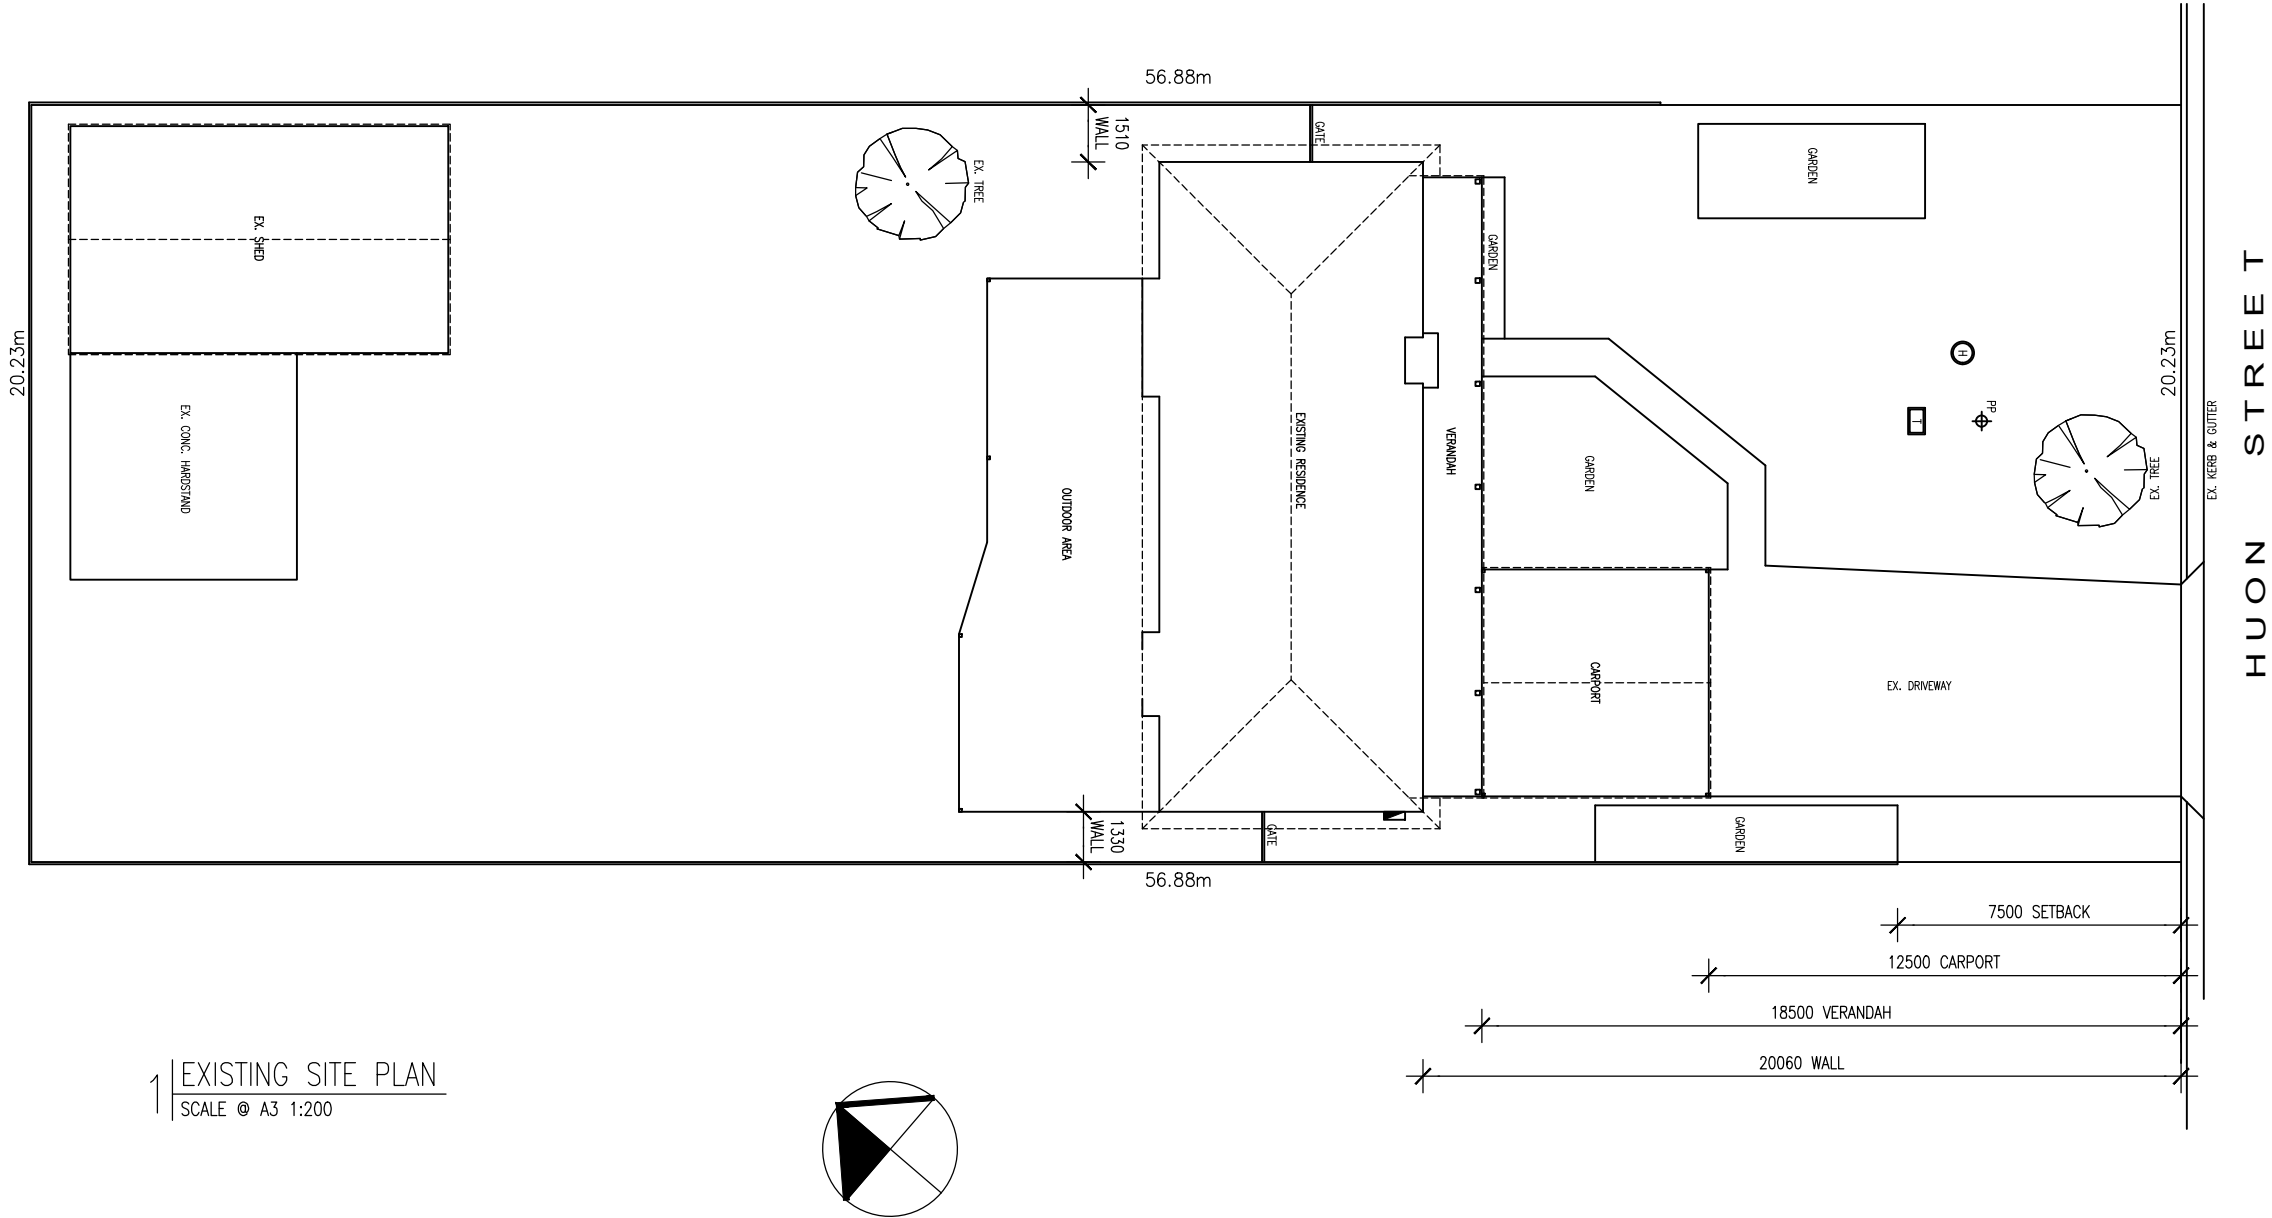 56.88m
1510
WALL
GATE
EX. TREE
GARDEN
EX. SHED
GARDEN
20.23m
20.23m
H
PP
T
EX. TREE
EX. KERB & GUTTER
HUON STREET
EX. CONC. HARDSTAND
OUTDOOR AREA
EXISTING RESIDENCE
VERANDAH
GARDEN
CARPORT
EX. DRIVEWAY
1330
WALL
GATE
GARDEN
56.88m
7500 SETBACK
12500 CARPORT
18500 VERANDAH
20060 WALL
1
EXISTING SITE PLAN
SCALE @ A3 1:200